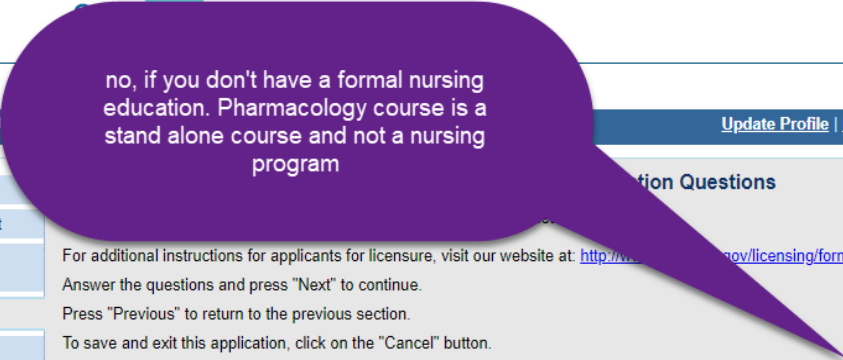 no, if you don't have a formal nursing
education. Pharmacology course is a
stand alone course and not a nursing
program
Update Profile |
tion Questions
For additional instructions for applicants for licensure, visit our website at: http://w gov/licensing/form
Answer the questions and press "Next" to continue.
Press "Previous" to return to the previous section.
To save and exit this application, click on the "Cancel" button.